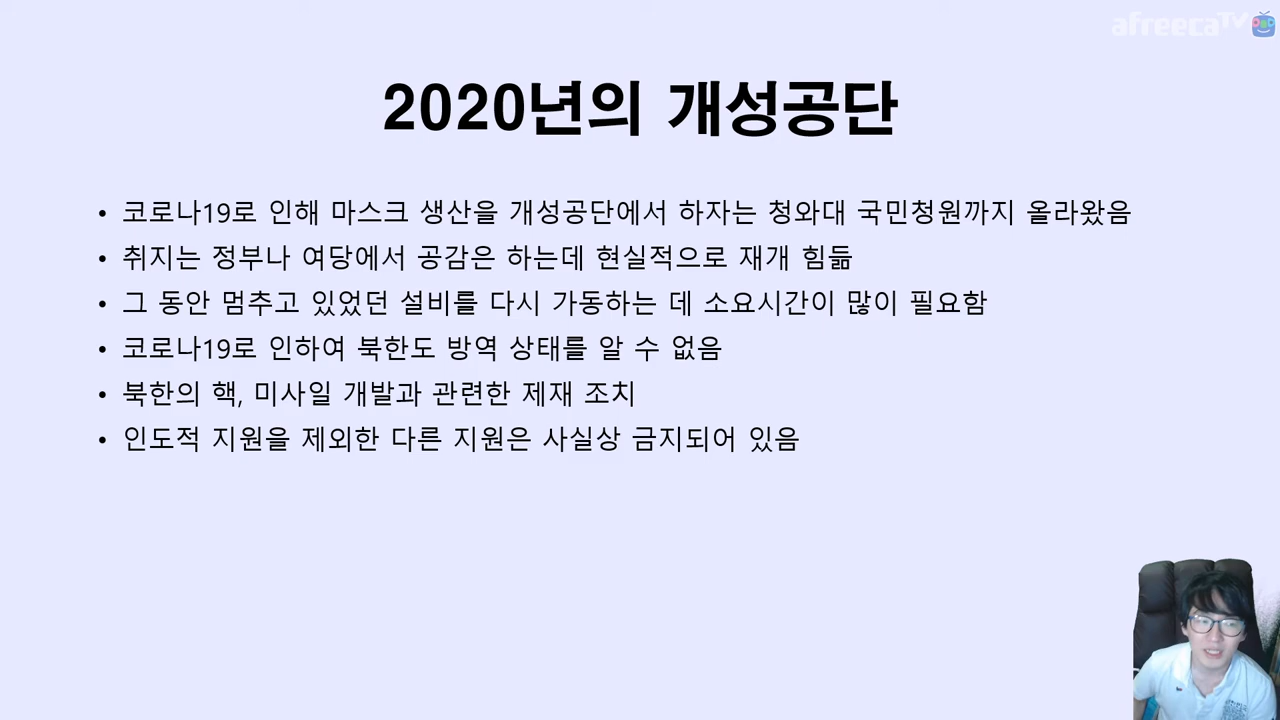 afreecaTV
2020년의 개성공단
• 코로나19로 인해 마스크 생산을 개성공단에서 하자는 청와대 국민청원까지 올라왔음
• 취지는 정부나 여당에서 공감은 하는데 현실적으로 재개 힘듦
• 그 동안 멈추고 있었던 설비를 다시 가동하는 데 소요시간이 많이 필요함
• 코로나19로 인하여 북한도 방역 상태를 알 수 없음
• 북한의 핵, 미사일 개발과 관련한 제재 조치
• 인도적 지원을 제외한 다른 지원은 사실상 금지되어 있음